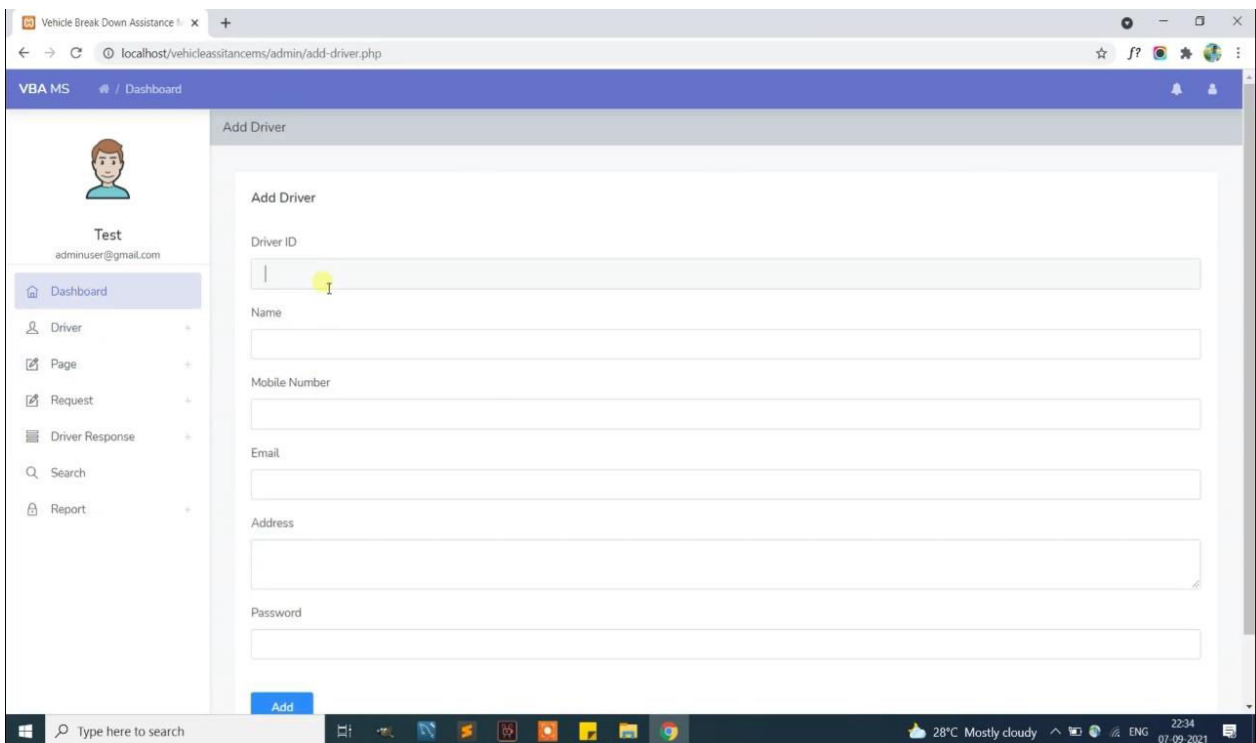 Vehicle Break Down Assistance M
localhost/vehicleassitancems/admin/add-driver.php
f?
VBA MS / Dashboard
Add Driver
Test
adminuser@gmail.com
Dashboard
Driver
Page
Request
Driver Response
Search
Report
Add Driver
Driver ID
Name
Mobile Number
Email
Address
Password
Add
Type here to search
28°C Mostly cloudy
ENG
22:34
07-09-2021